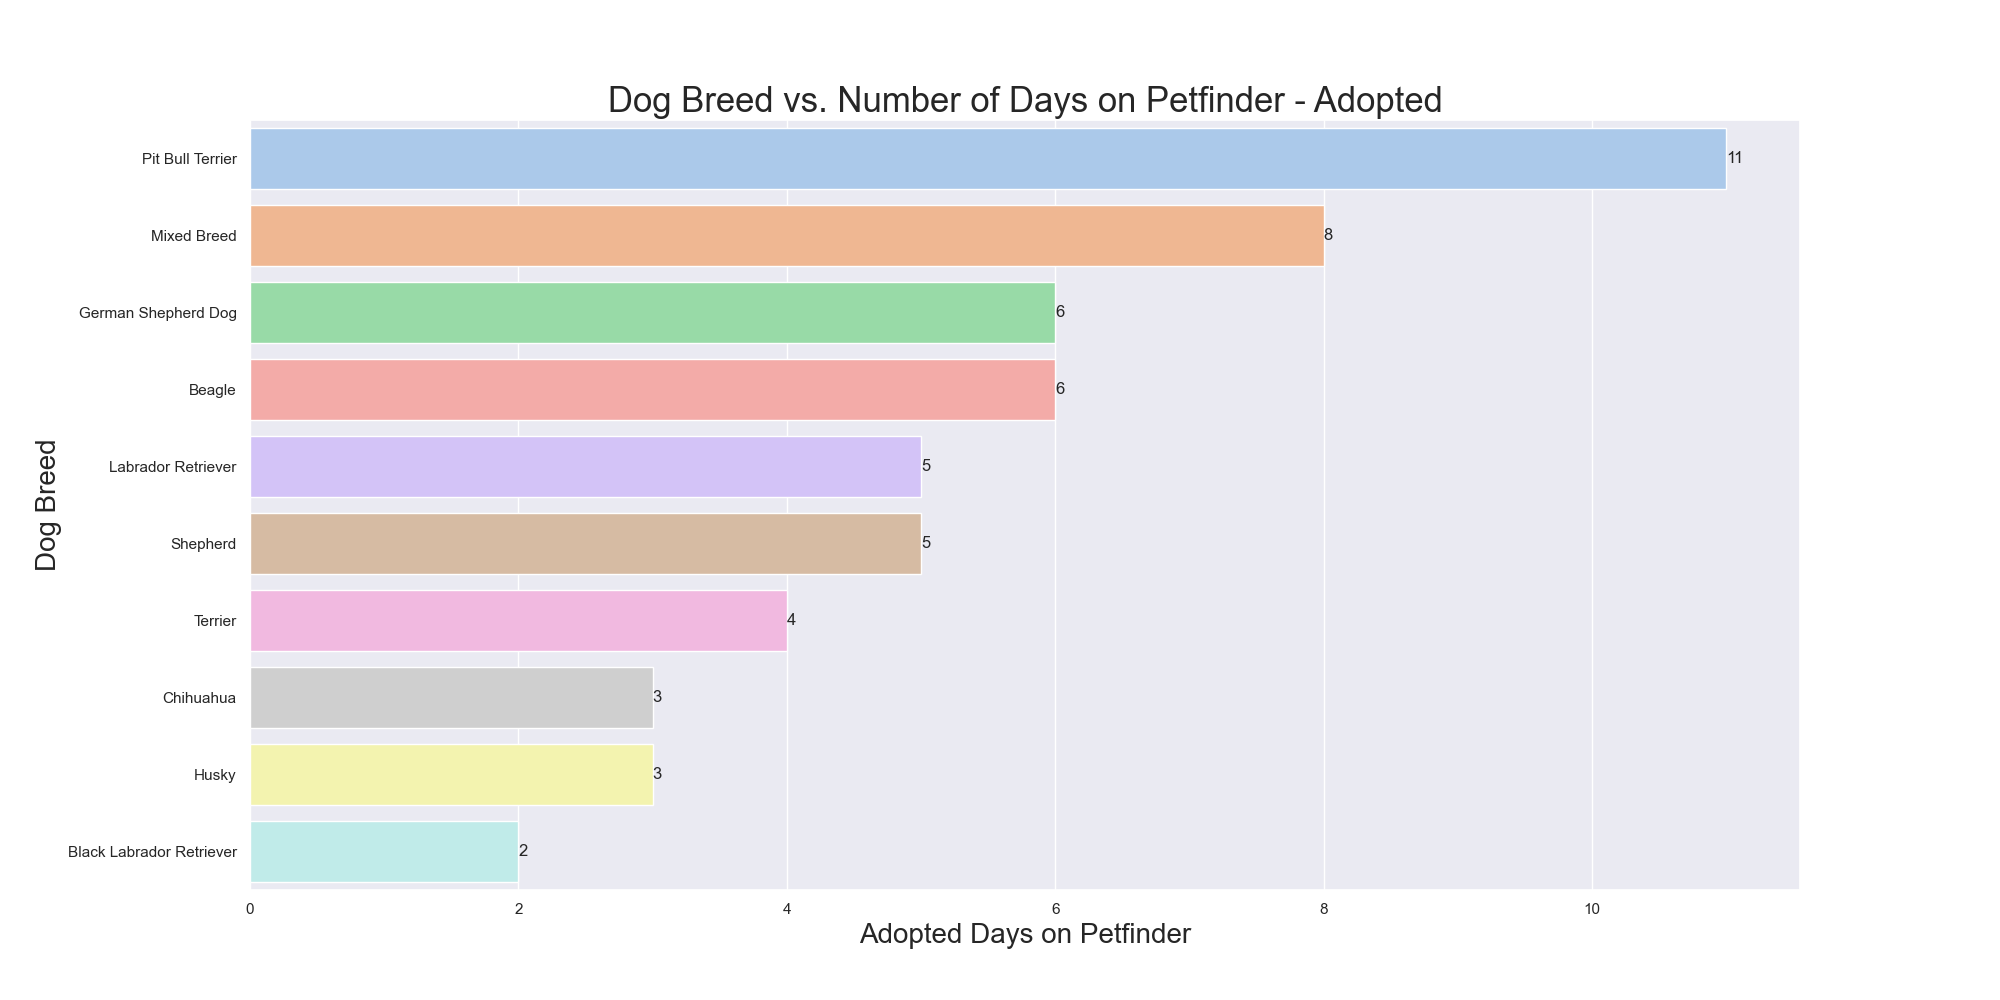 Dog Breed vs. Number of Days on Petfinder - Adopted
Pit Bull Terrier 11
Mixed Breed 8
German Shepherd Dog 6
Beagle 6
Labrador Retriever 5
Shepherd 5
Terrier 4
Chihuahua 3
Husky 3
Black Labrador Retriever 2
Dog Breed
0 2 4 6 8 10
Adopted Days on Petfinder